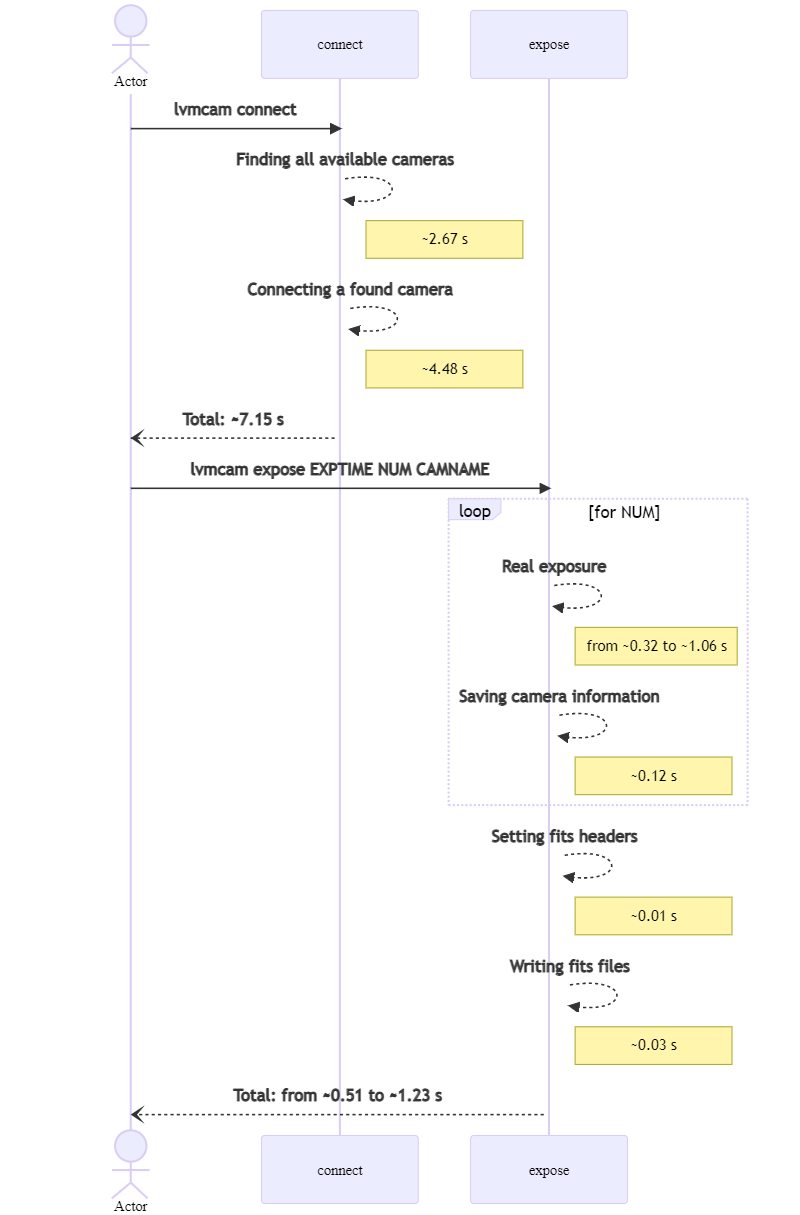 connect
expose
Actor
lvmcam connect
Finding all available cameras
~2.67 s
Connecting a found camera
~4.48 s
Total: ~7.15 s
lvmcam expose EXPTIME NUM CAMNAME
loop
[for NUM]
Real exposure
from ~0.32 to ~1.06 s
Saving camera information
~0.12 s
Setting fits headers
~0.01 s
Writing fits files
~0.03 s
Total: from ~0.51 to ~1.23 s
connect
expose
Actor